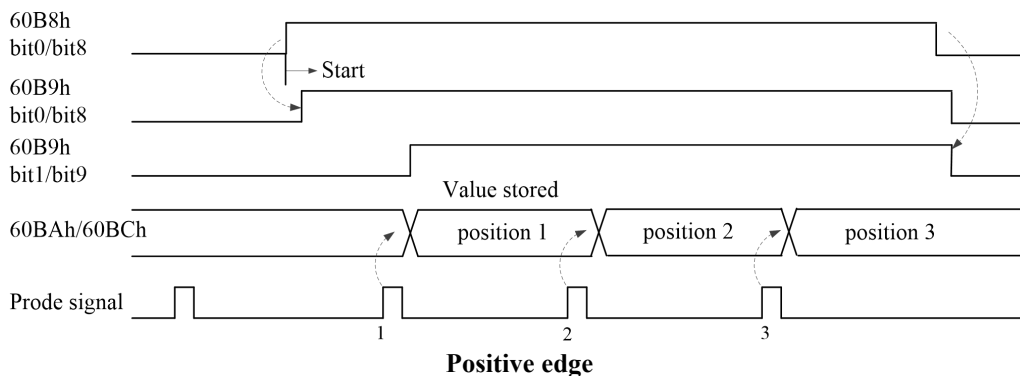 60B8h
bit0/bit8
Start
60B9h
bit0/bit8
60B9h
bit1/bit9
Value stored
60BAh/60BCh
position 1
position 2
position 3
Prode signal
1
2
3
Positive edge